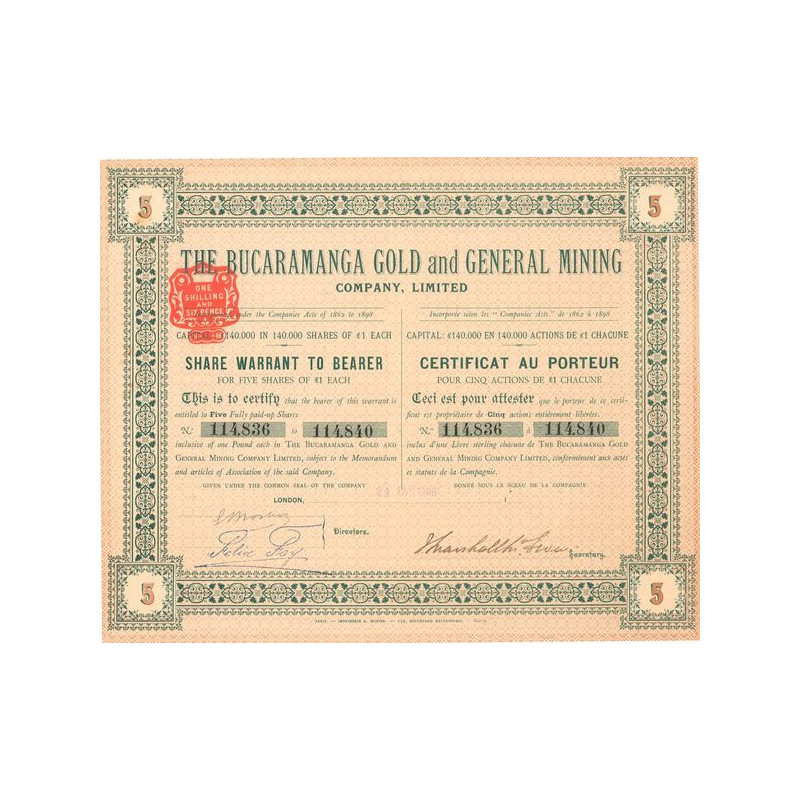 5 5
THE BUCARAMANGA GOLD and GENERAL MINING
COMPANY, LIMITED
ONE
SHILLING
AND
SIXPENCE
under the Companies Acts of 1862 to 1898
£140.000 IN 140.000 SHARES OF £1 EACH
SHARE WARRANT TO BEARER
FOR FIVE SHARES OF £1 EACH
This is to certify that the bearer of this warrant is
entitled to Five Fully paid-up Shares
Nos 114.836 to 114.840
inclusive of one Pound each in THE BUCARAMANGA GOLD AND
GENERAL MINING COMPANY LIMITED, subject to the Memorandum
and articles of Association of the said Company.
GIVEN UNDER THE COMMON SEAL OF THE COMPANY
LONDON,
Incorporée selon les "Companies Acts." de 1862 à 1898.
CAPITAL: £140.000 EN 140.000 ACTIONS DE £1 CHACUNE
CERTIFICAT AU PORTEUR
POUR CINQ ACTIONS DE £1 CHACUNE
Ceci est pour attester que le porteur de ce certi-
ficat est propriétaire de Cinq actions entièrement libérées.
Nos 114.836 à 114.840
inclus d'une Livre sterling chacune de THE BUCARAMANGA GOLD
AND GENERAL MINING COMPANY LIMITED, conformément aux actes
et statuts de la Compagnie.
DONNÉ SOUS LE SCEAU DE LA COMPAGNIE
Directors.
Secretary.
5 5
PARIS. — IMPRIMERIE